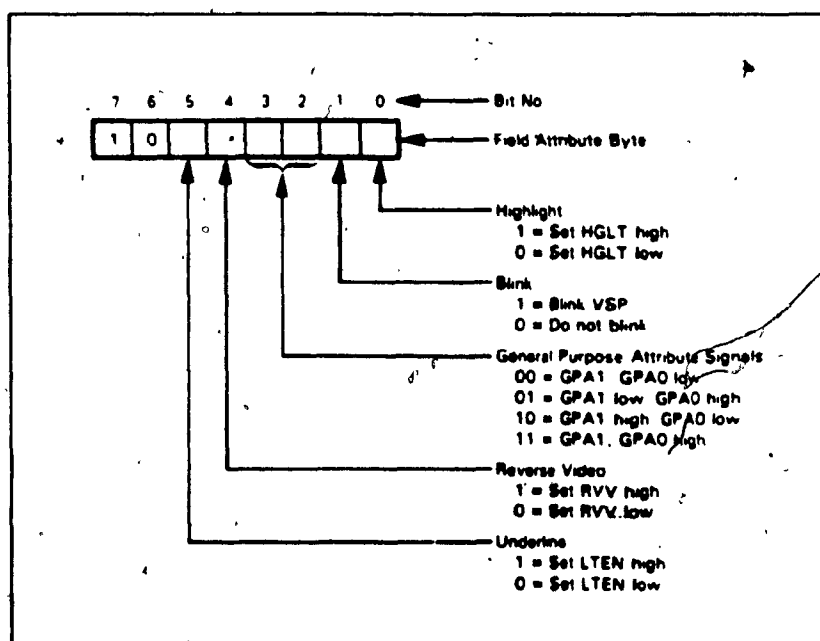 7 6 5 4 3 2 1 0 Bit No
1 0 Field Attribute Byte
Highlight
1 = Set HGLT high
0 = Set HGLT low
Blink
1 = Blink VSP
0 = Do not blink
General Purpose Attribute Signals
00 = GPA1 GPA0 low
01 = GPA1 low GPA0 high
10 = GPA1 high GPA0 low
11 = GPA1, GPA0 high
Reverse Video
1 = Set RVV high
0 = Set RVV low
Underline
1 = Set LTEN high
0 = Set LTEN low